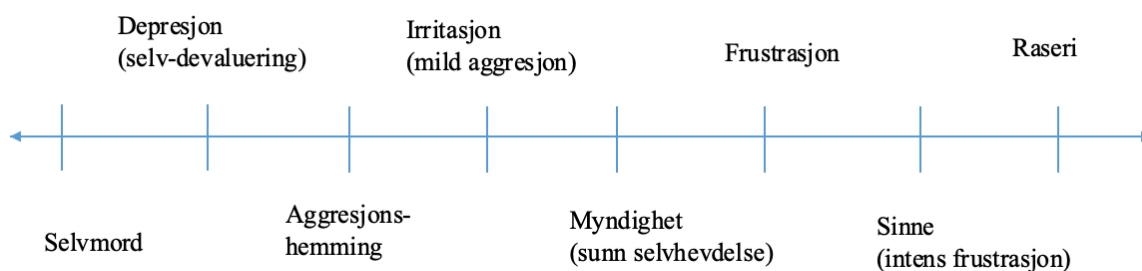 Depresjon
(selv-devaluering)
Irritasjon
(mild aggresjon)
Frustrasjon
Raseri
Selvmord
Aggresjons-
hemming
Myndighet
(sunn selvhevdelse)
Sinne
(intens frustrasjon)